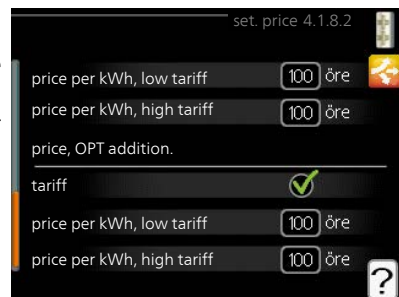 set. price 4.1.8.2
price per kWh, low tariff 100 öre
price per kWh, high tariff 100 öre
price, OPT addition.
tariff
price per kWh, low tariff 100 öre
price per kWh, high tariff 100 öre
?